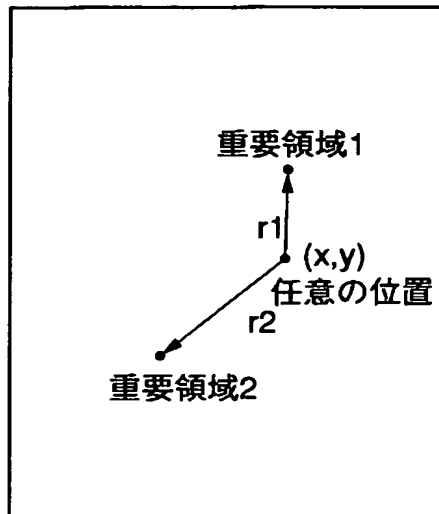 重要領域1
r1
(x,y)
任意の位置
r2
重要領域2